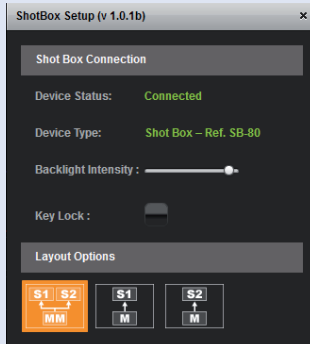 ShotBox Setup (v 1.0.1b) ×
Shot Box Connection
Device Status: Connected
Device Type: Shot Box – Ref. SB-80
Backlight Intensity :
Key Lock :
Layout Options
S1 S2 S1 S2
MM M M